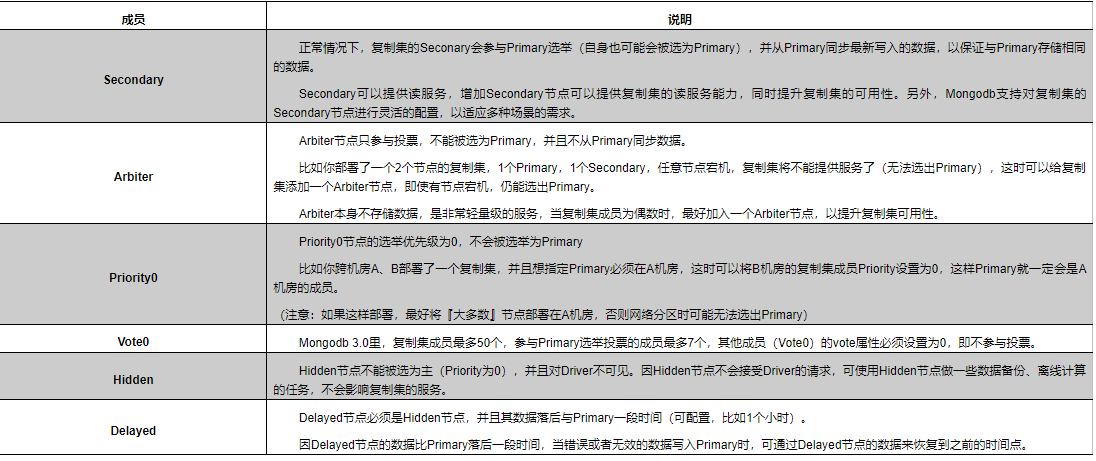 成员
说明
Secondary
正常情况下，复制集的Seconary会参与Primary选举（自身也可能会被选为Primary），并从Primary同步最新写入的数据，以保证与Primary存储相同
的数据。
Secondary可以提供读服务，增加Secondary节点可以提供复制集的读服务能力，同时提升复制集的可用性。另外，Mongodb支持对复制集的
Secondary节点进行灵活的配置，以适应多种场景的需求。
Arbiter
Arbiter节点只参与投票，不能被选为Primary，并且不从Primary同步数据。
比如你部署了一个2个节点的复制集，1个Primary，1个Secondary，任意节点宕机，复制集将不能提供服务了（无法选出Primary），这时可以给复制
集添加一个Arbiter节点，即使有节点宕机，仍能选出Primary。
Arbiter本身不存储数据，是非常轻量级的服务，当复制集成员为偶数时，最好加入一个Arbiter节点，以提升复制集可用性。
Priority0
Priority0节点的选举优先级为0，不会被选举为Primary
比如你跨机房A、B部署了一个复制集，并且想指定Primary必须在A机房，这时可以将B机房的复制集成员Priority设置为0，这样Primary就一定会是A
机房的成员。
（注意：如果这样部署，最好将『大多数』节点部署在A机房，否则网络分区时可能无法选出Primary）
Vote0
Mongodb 3.0里，复制集成员最多50个，参与Primary选举投票的成员最多7个，其他成员（Vote0）的vote属性必须设置为0，即不参与投票。
Hidden
Hidden节点不能被选为主（Priority为0），并且对Driver不可见。因Hidden节点不会接受Driver的请求，可使用Hidden节点做一些数据备份、离线计算
的任务，不会影响复制集的服务。
Delayed
Delayed节点必须是Hidden节点，并且其数据落后与Primary一段时间（可配置，比如1个小时）。
因Delayed节点的数据比Primary落后一段时间，当错误或者无效的数据写入Primary时，可通过Delayed节点的数据来恢复到之前的时间点。